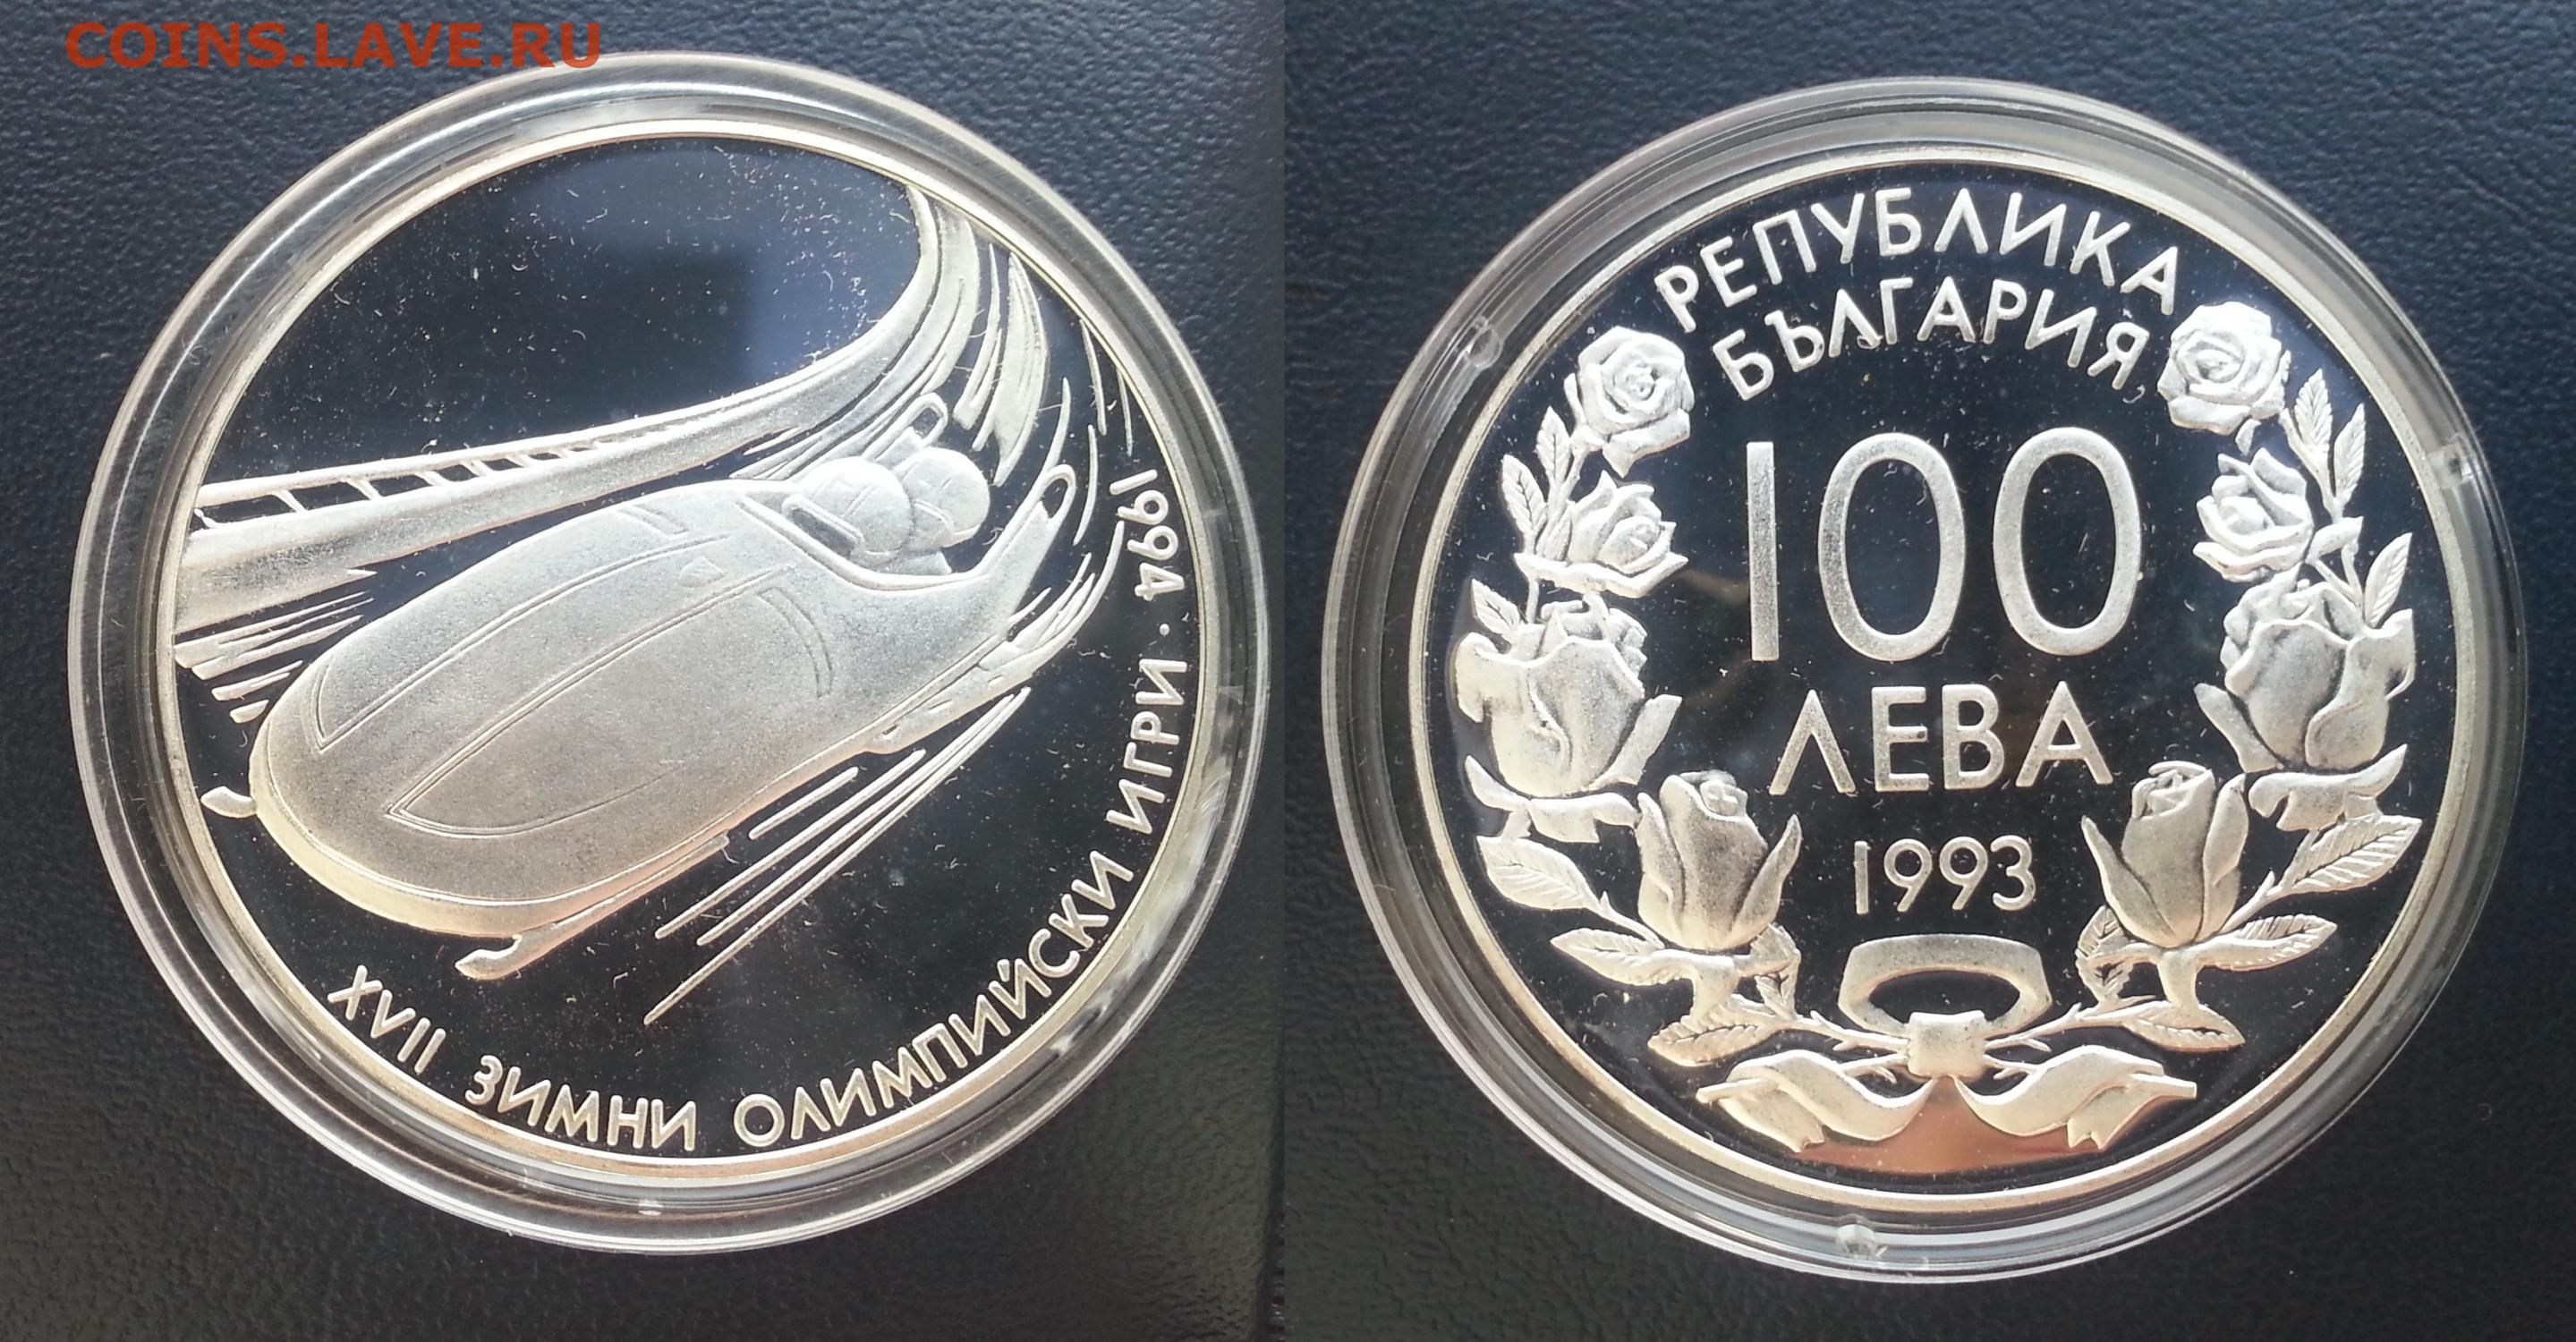 COINS.LAVE.RU
XVII ЗИМНИ ОЛИМПИЙСКИ ИГРИ · 1994
РЕПУБЛИКА
БЪЛГАРИЯ
100
ЛЕВА
1993